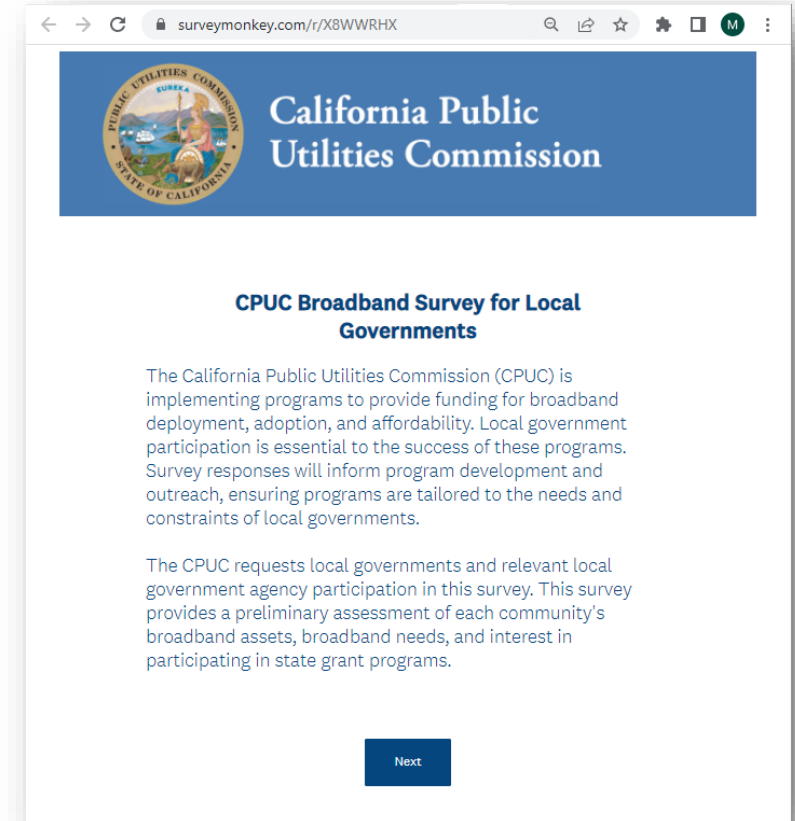 surveymonkey.com/r/X8WWRHX
M
PUBLIC UTILITIES COMMISSION
EUREKA
STATE OF CALIFORNIA
California Public
Utilities Commission
CPUC Broadband Survey for Local
Governments
The California Public Utilities Commission (CPUC) is
implementing programs to provide funding for broadband
deployment, adoption, and affordability. Local government
participation is essential to the success of these programs.
Survey responses will inform program development and
outreach, ensuring programs are tailored to the needs and
constraints of local governments.
The CPUC requests local governments and relevant local
government agency participation in this survey. This survey
provides a preliminary assessment of each community's
broadband assets, broadband needs, and interest in
participating in state grant programs.
Next